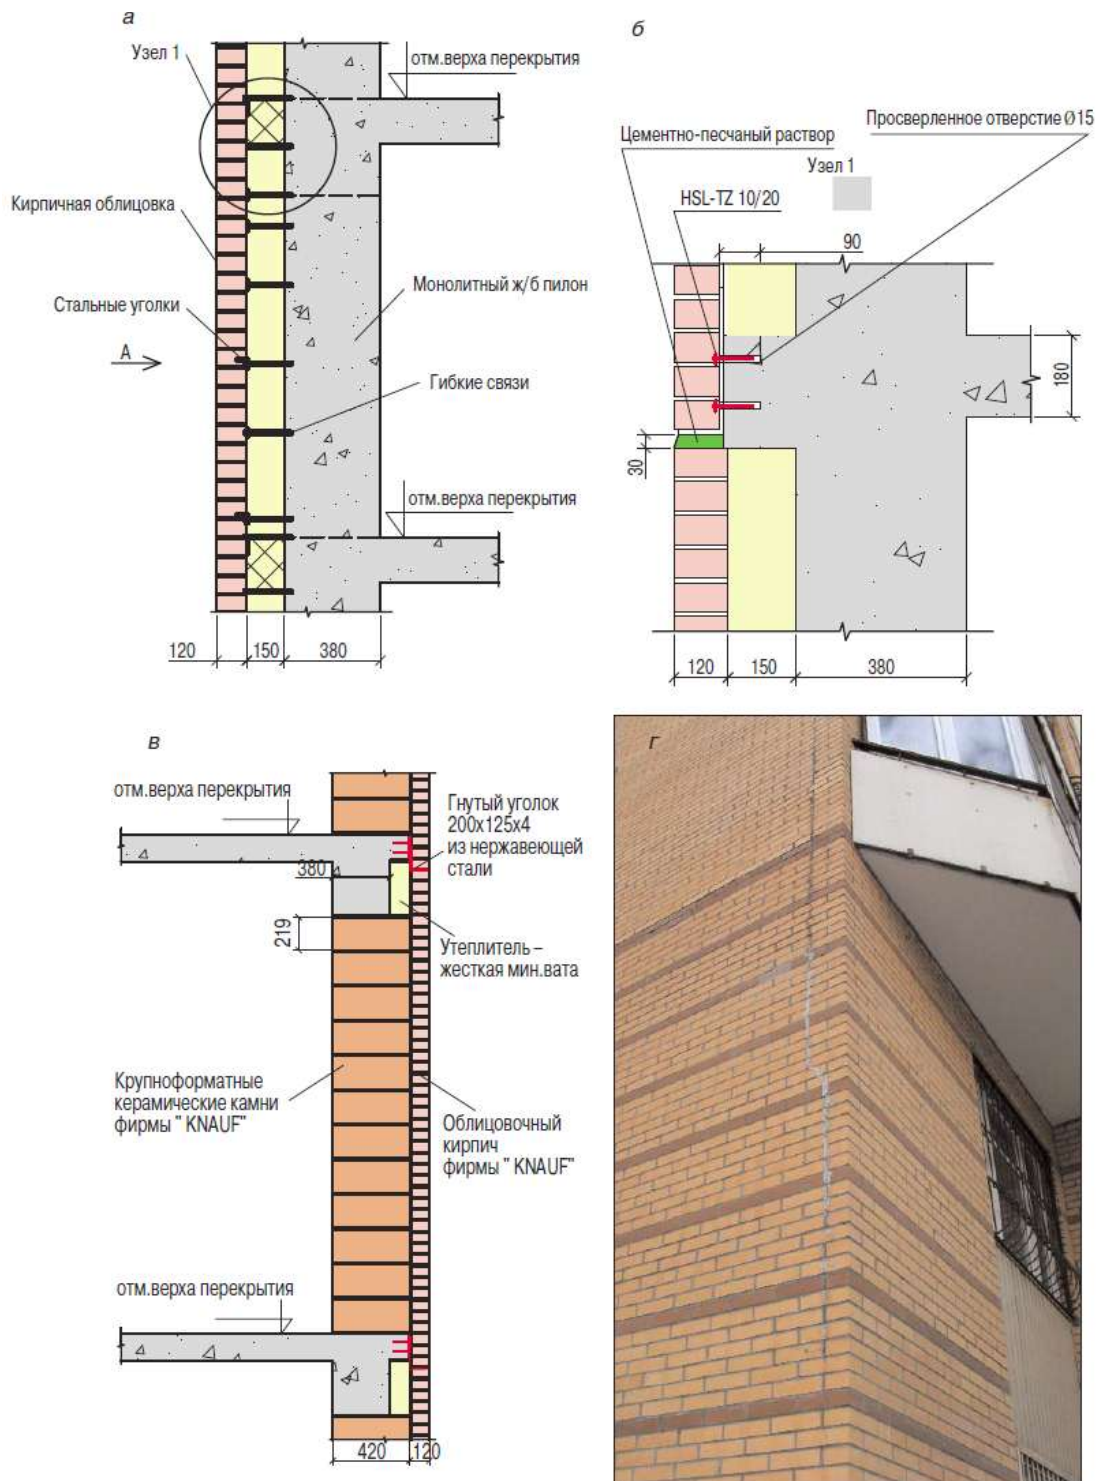 а
Узел 1
отм.верха перекрытия
Кирпичная облицовка
Монолитный ж/б пилон
Стальные уголки
А
Гибкие связи
отм.верха перекрытия
120
150
380
б
Просверленное отверстие Ø15
Цементно-песчаный раствор
Узел 1
HSL-TZ 10/20
90
180
30
120
150
380
в
отм.верха перекрытия
Гнутый уголок
200х125х4
из нержавеющей
стали
380
219
Утеплитель –
жесткая мин.вата
Крупноформатные
керамические камни
фирмы " KNAUF"
Облицовочный
кирпич
фирмы " KNAUF"
отм.верха перекрытия
420
120
г